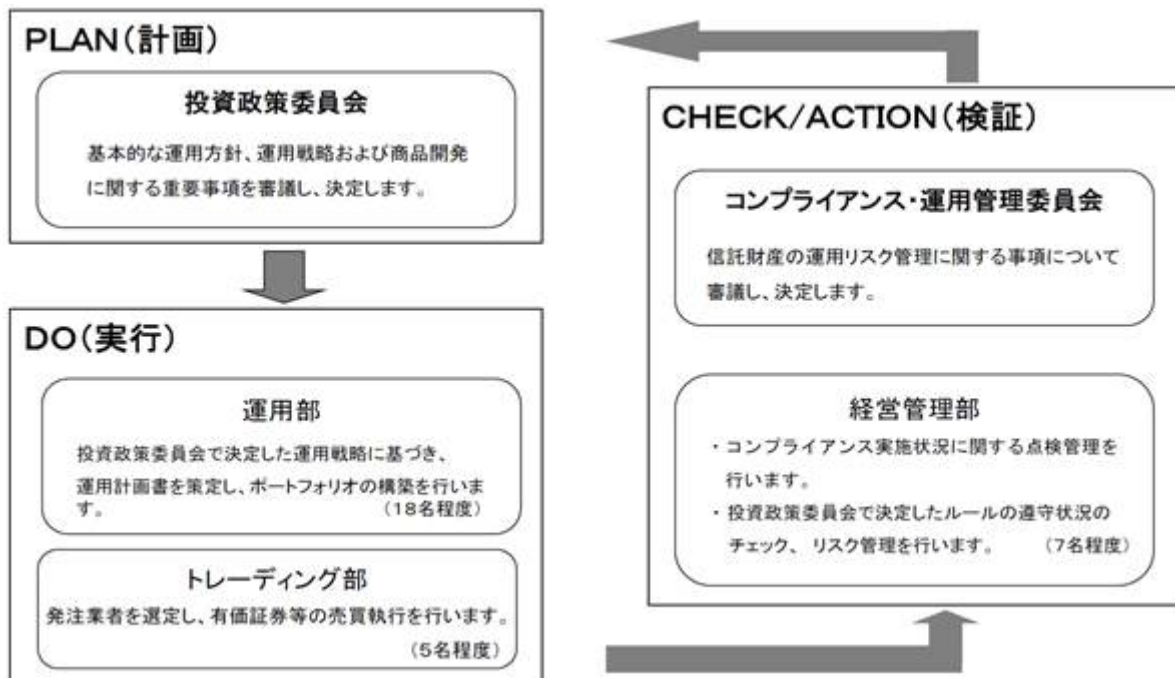 PLAN(計画)
投資政策委員会
基本的な運用方針、運用戦略および商品開発
に関する重要事項を審議し、決定します。
DO(実行)
運用部
投資政策委員会で決定した運用戦略に基づき、
運用計画書を策定し、ポートフォリオの構築を行いま
す。 (18名程度)
トレーディング部
発注業者を選定し、有価証券等の売買執行を行います。
(5名程度)
CHECK/ACTION(検証)
コンプライアンス・運用管理委員会
信託財産の運用リスク管理に関する事項について
審議し、決定します。
経営管理部
・コンプライアンス実施状況に関する点検管理を
行います。
・投資政策委員会で決定したルールの遵守状況の
チェック、 リスク管理を行います。 (7名程度)